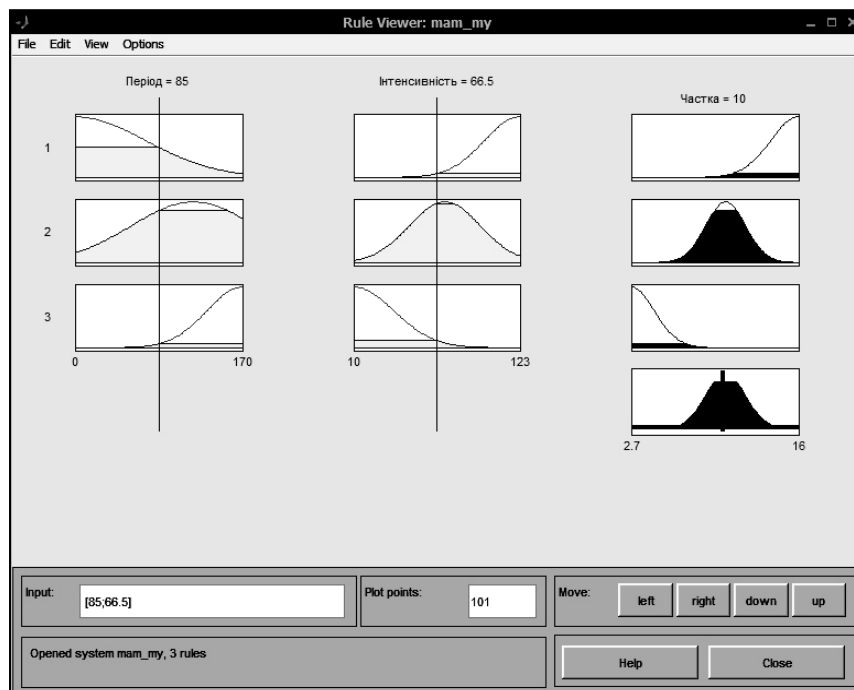 Rule Viewer: mam_my
File Edit View Options
Період = 85
Інтенсивність = 66.5
Частка = 10
1
2
3
0
170
10
123
2.7
16
Input:
[85;66.5]
Plot points:
101
Move:
left
right
down
up
Opened system mam_my, 3 rules
Help
Close